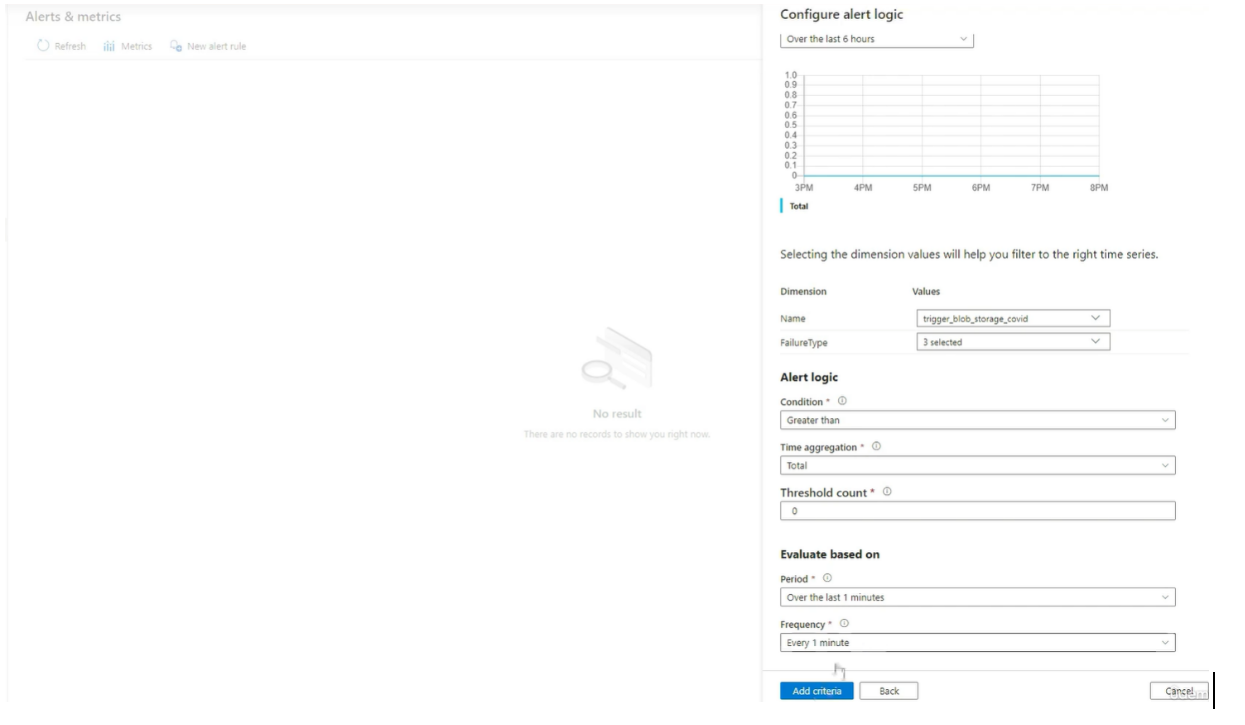 Alerts & metrics
Refresh Metrics New alert rule
No result
There are no records to show you right now.
Configure alert logic
Over the last 6 hours
1.0
0.9
0.8
0.7
0.6
0.5
0.4
0.3
0.2
0.1
0
3PM 4PM 5PM 6PM 7PM 8PM
Total
Selecting the dimension values will help you filter to the right time series.
Dimension Values
Name trigger_blob_storage_covid
FailureType 3 selected
Alert logic
Condition *
Greater than
Time aggregation *
Total
Threshold count *
0
Evaluate based on
Period *
Over the last 1 minutes
Frequency *
Every 1 minute
Add criteria Back Cancel